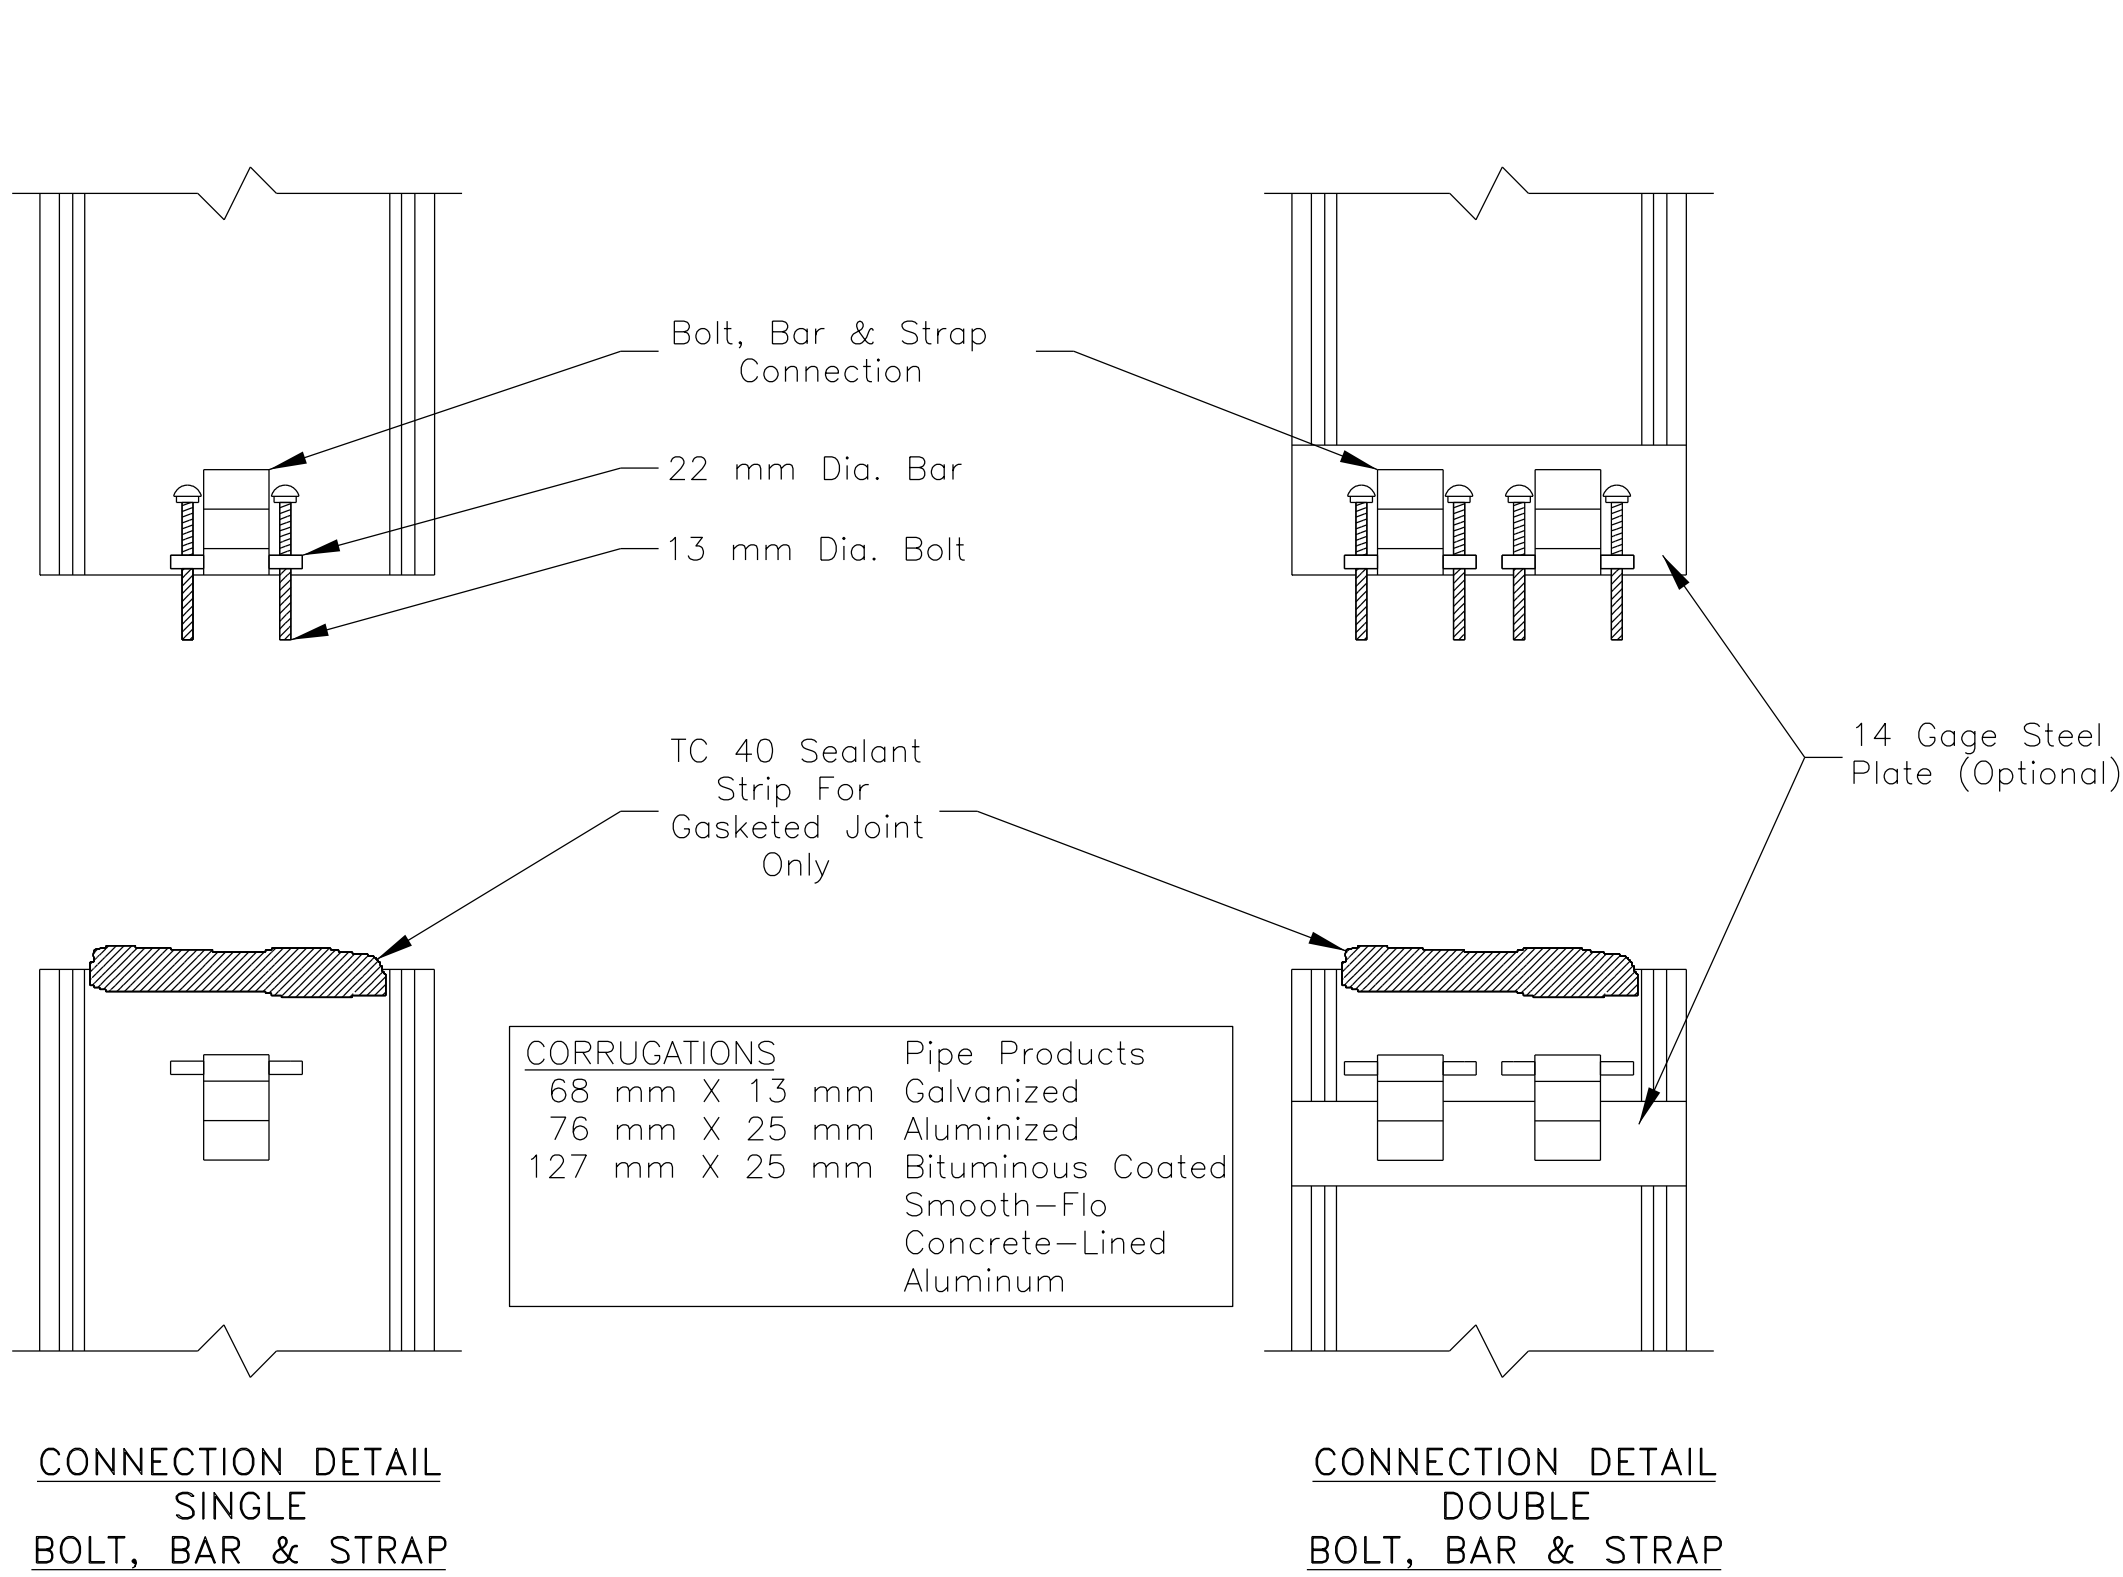 Bolt, Bar & Strap
Connection
22 mm Dia. Bar
13 mm Dia. Bolt
14 Gage Steel
Plate (Optional)
TC 40 Sealant
Strip For
Gasketed Joint
Only
CORRUGATIONS Pipe Products
68 mm X 13 mm Galvanized
76 mm X 25 mm Aluminized
127 mm X 25 mm Bituminous Coated
Smooth-Flo
Concrete-Lined
Aluminum
CONNECTION DETAIL
SINGLE
BOLT, BAR & STRAP
CONNECTION DETAIL
DOUBLE
BOLT, BAR & STRAP